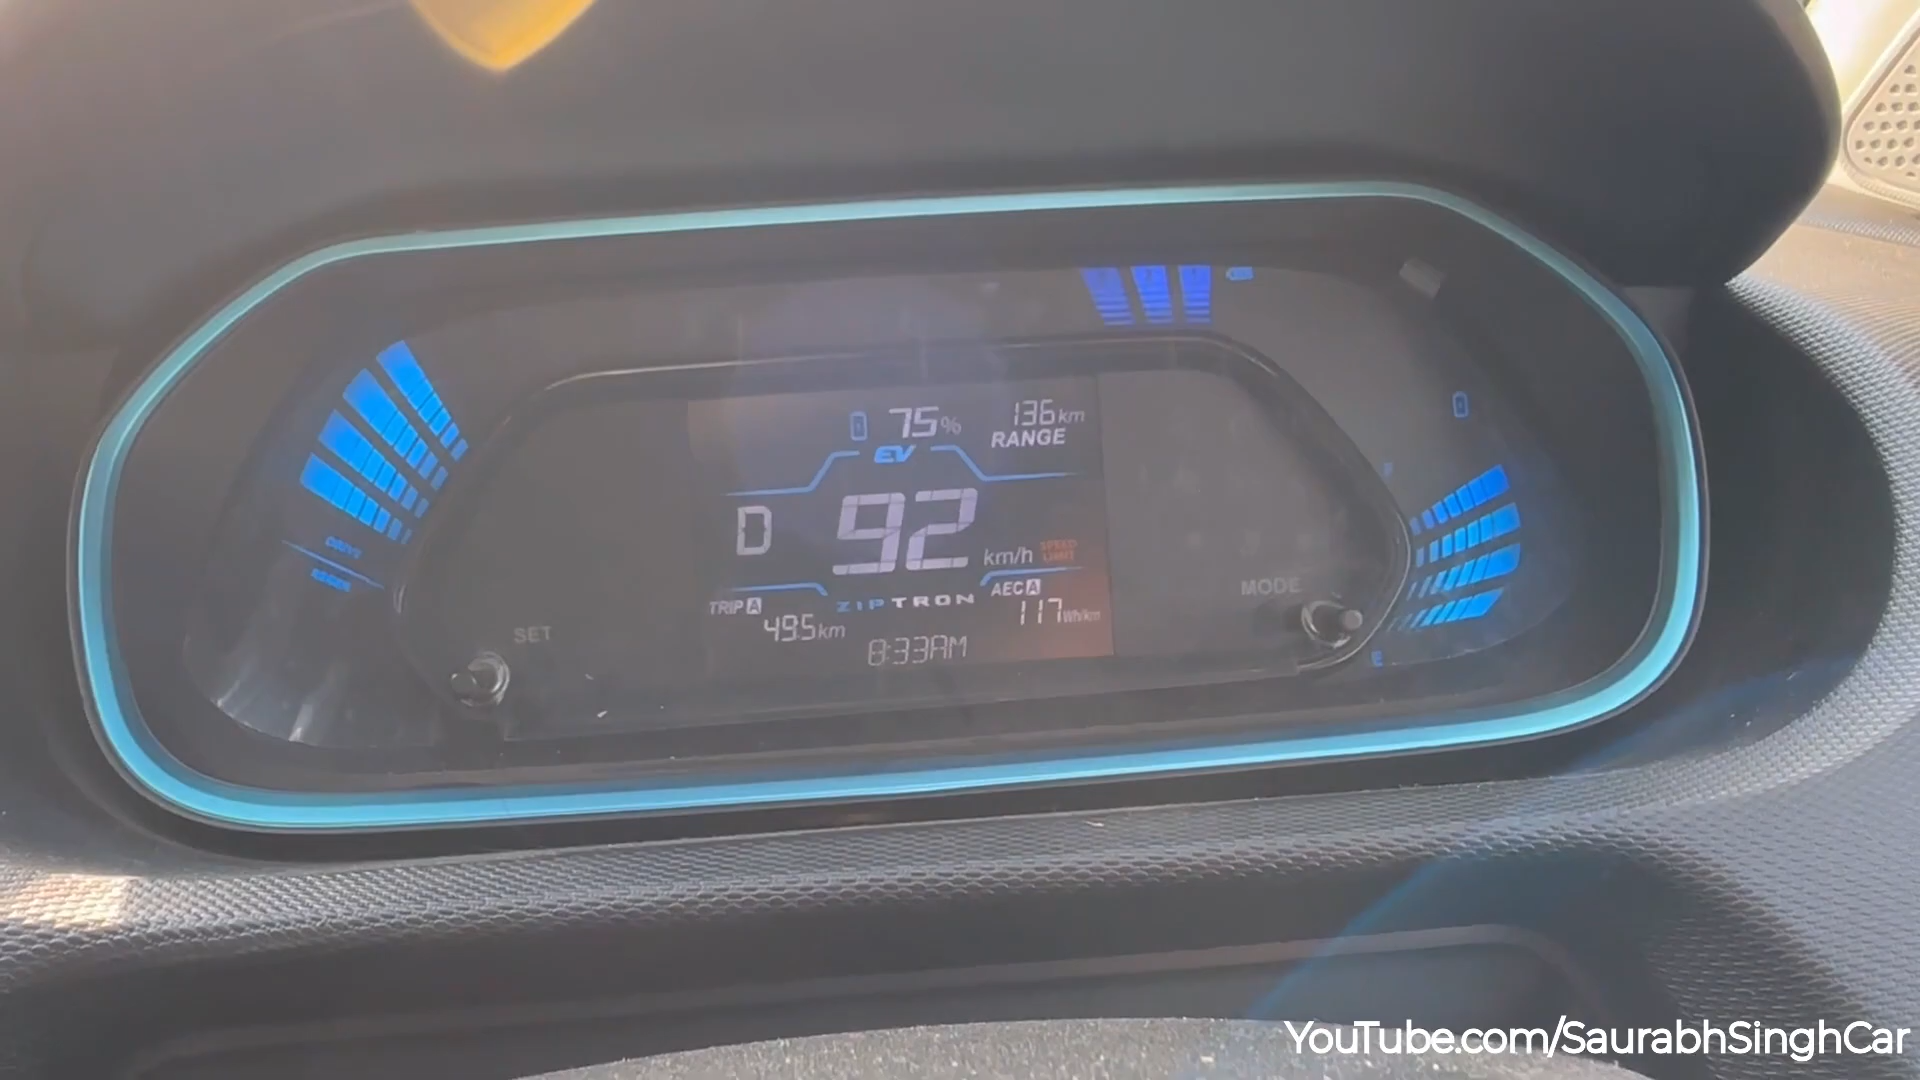 75%
136km
RANGE
EV
D
92
km/h
SPEED
LIMIT
DRIVE
REGEN
F
TRIP A
49.5km
ZIPTRON
AEC A
117Wh/km
8:33AM
SET
MODE
E
YouTube.com/SaurabhSinghCar